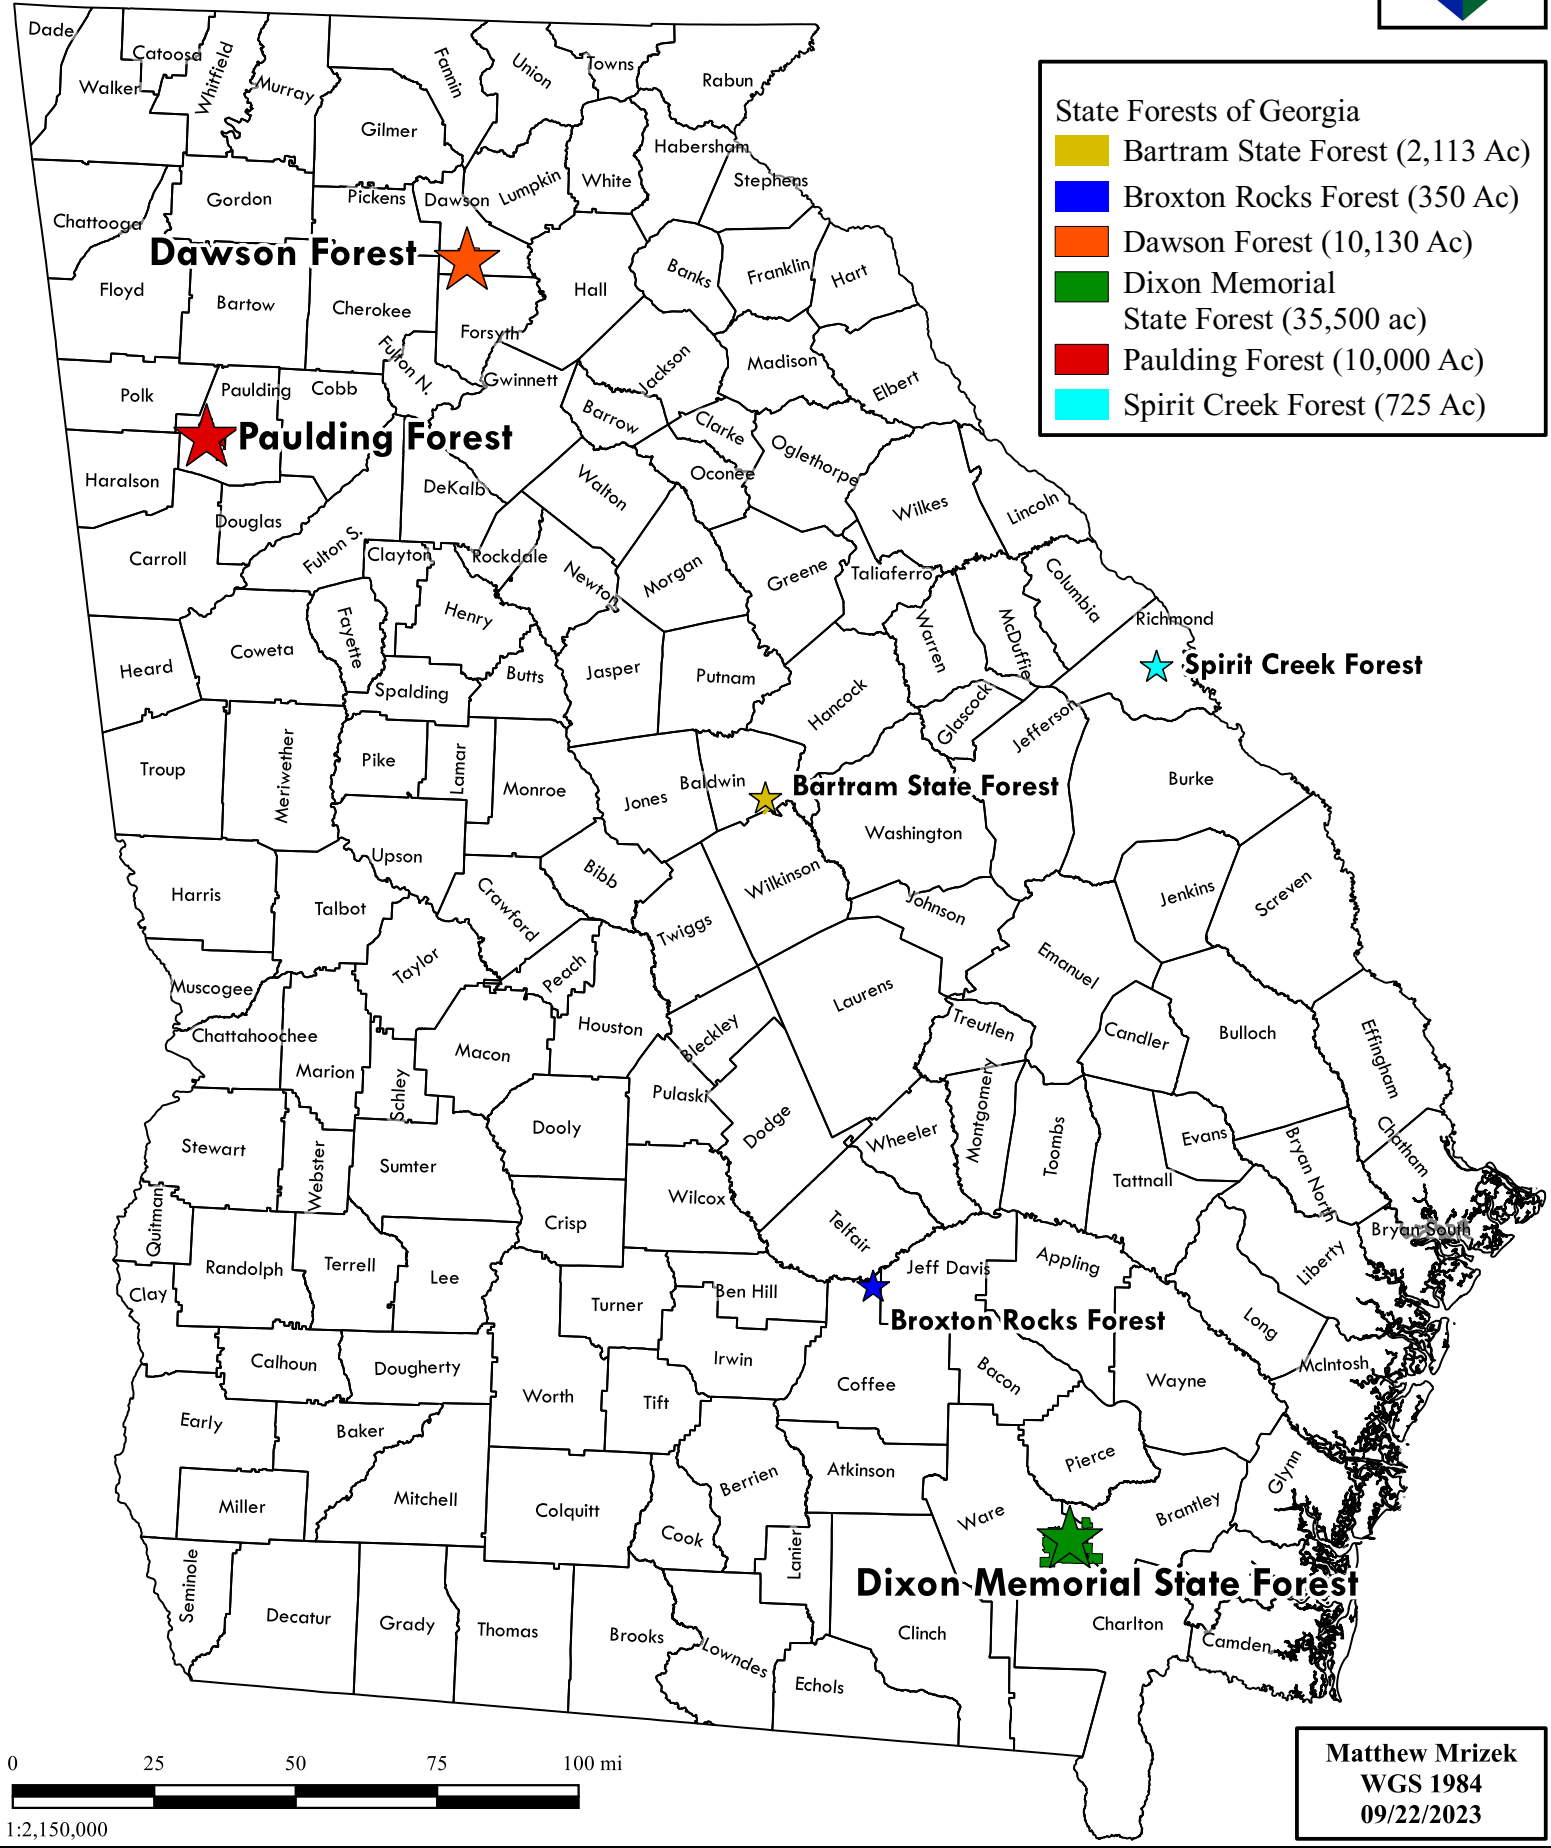 Dade
Catoosa
Whitfield
Fannin
Union
Towns
Rabun
Walker
Murray
Gilmer
Habersham
White
Lumpkin
Stephens
Gordon
Pickens
Dawson
Chattooga
Dawson Forest
Floyd
Bartow
Cherokee
Hall
Banks
Franklin
Hart
Forsyth
Fulton N.
Jackson
Madison
Elbert
Gwinnett
Polk
Paulding
Cobb
Barrow
Clarke
Paulding Forest
Oconee
Oglethorpe
Haralson
DeKalb
Walton
Wilkes
Lincoln
Douglas
Fulton S.
Carroll
Clayton
Rockdale
Newton
Morgan
Greene
Taliaferro
Columbia
Henry
Fayette
Warren
McDuffie
Richmond
Coweta
Heard
Jasper
Butts
Putnam
Spirit Creek Forest
Spalding
Hancock
Glascock
Jefferson
Troup
Meriwether
Pike
Lamar
Monroe
Jones
Baldwin
Bartram State Forest
Burke
Washington
Upson
Bibb
Wilkinson
Harris
Talbot
Crawford
Twiggs
Johnson
Jenkins
Screven
Taylor
Peach
Emanuel
Muscogee
Laurens
Chattahoochee
Houston
Bleckley
Treutlen
Candler
Bulloch
Effingham
Macon
Marion
Schley
Pulaski
Dodge
Montgomery
Stewart
Webster
Dooly
Wheeler
Toombs
Evans
Bryan North
Chatham
Sumter
Tattnall
Wilcox
Quitman
Crisp
Telfair
Bryan South
Randolph
Terrell
Lee
Jeff Davis
Appling
Liberty
Clay
Turner
Ben Hill
Broxton Rocks Forest
Long
Calhoun
Dougherty
Irwin
Bacon
McIntosh
Worth
Tift
Coffee
Wayne
Early
Baker
Pierce
Glynn
Miller
Mitchell
Colquitt
Berrien
Atkinson
Ware
Brantley
Cook
Lanier
Seminole
Dixon Memorial State Forest
Decatur
Grady
Thomas
Brooks
Clinch
Charlton
Lowndes
Camden
Echols
State Forests of Georgia
Bartram State Forest (2,113 Ac)
Broxton Rocks Forest (350 Ac)
Dawson Forest (10,130 Ac)
Dixon Memorial
State Forest (35,500 ac)
Paulding Forest (10,000 Ac)
Spirit Creek Forest (725 Ac)
0 25 50 75 100 mi
1:2,150,000
Matthew Mrizek
WGS 1984
09/22/2023